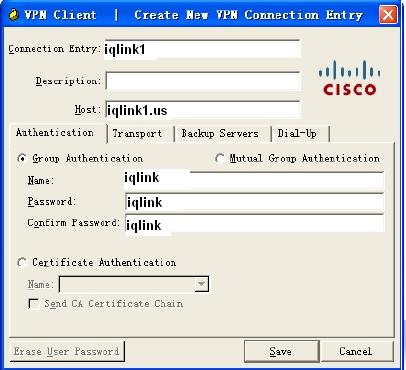 VPN Client | Create New VPN Connection Entry
Connection Entry: iqlink1
Description:
Host: iqlink1.us
CISCO
Authentication Transport Backup Servers Dial-Up
Group Authentication Mutual Group Authentication
Name: iqlink
Password: iqlink
Confirm Password: iqlink
Certificate Authentication
Name:
Send CA Certificate Chain
Erase User Password Save Cancel